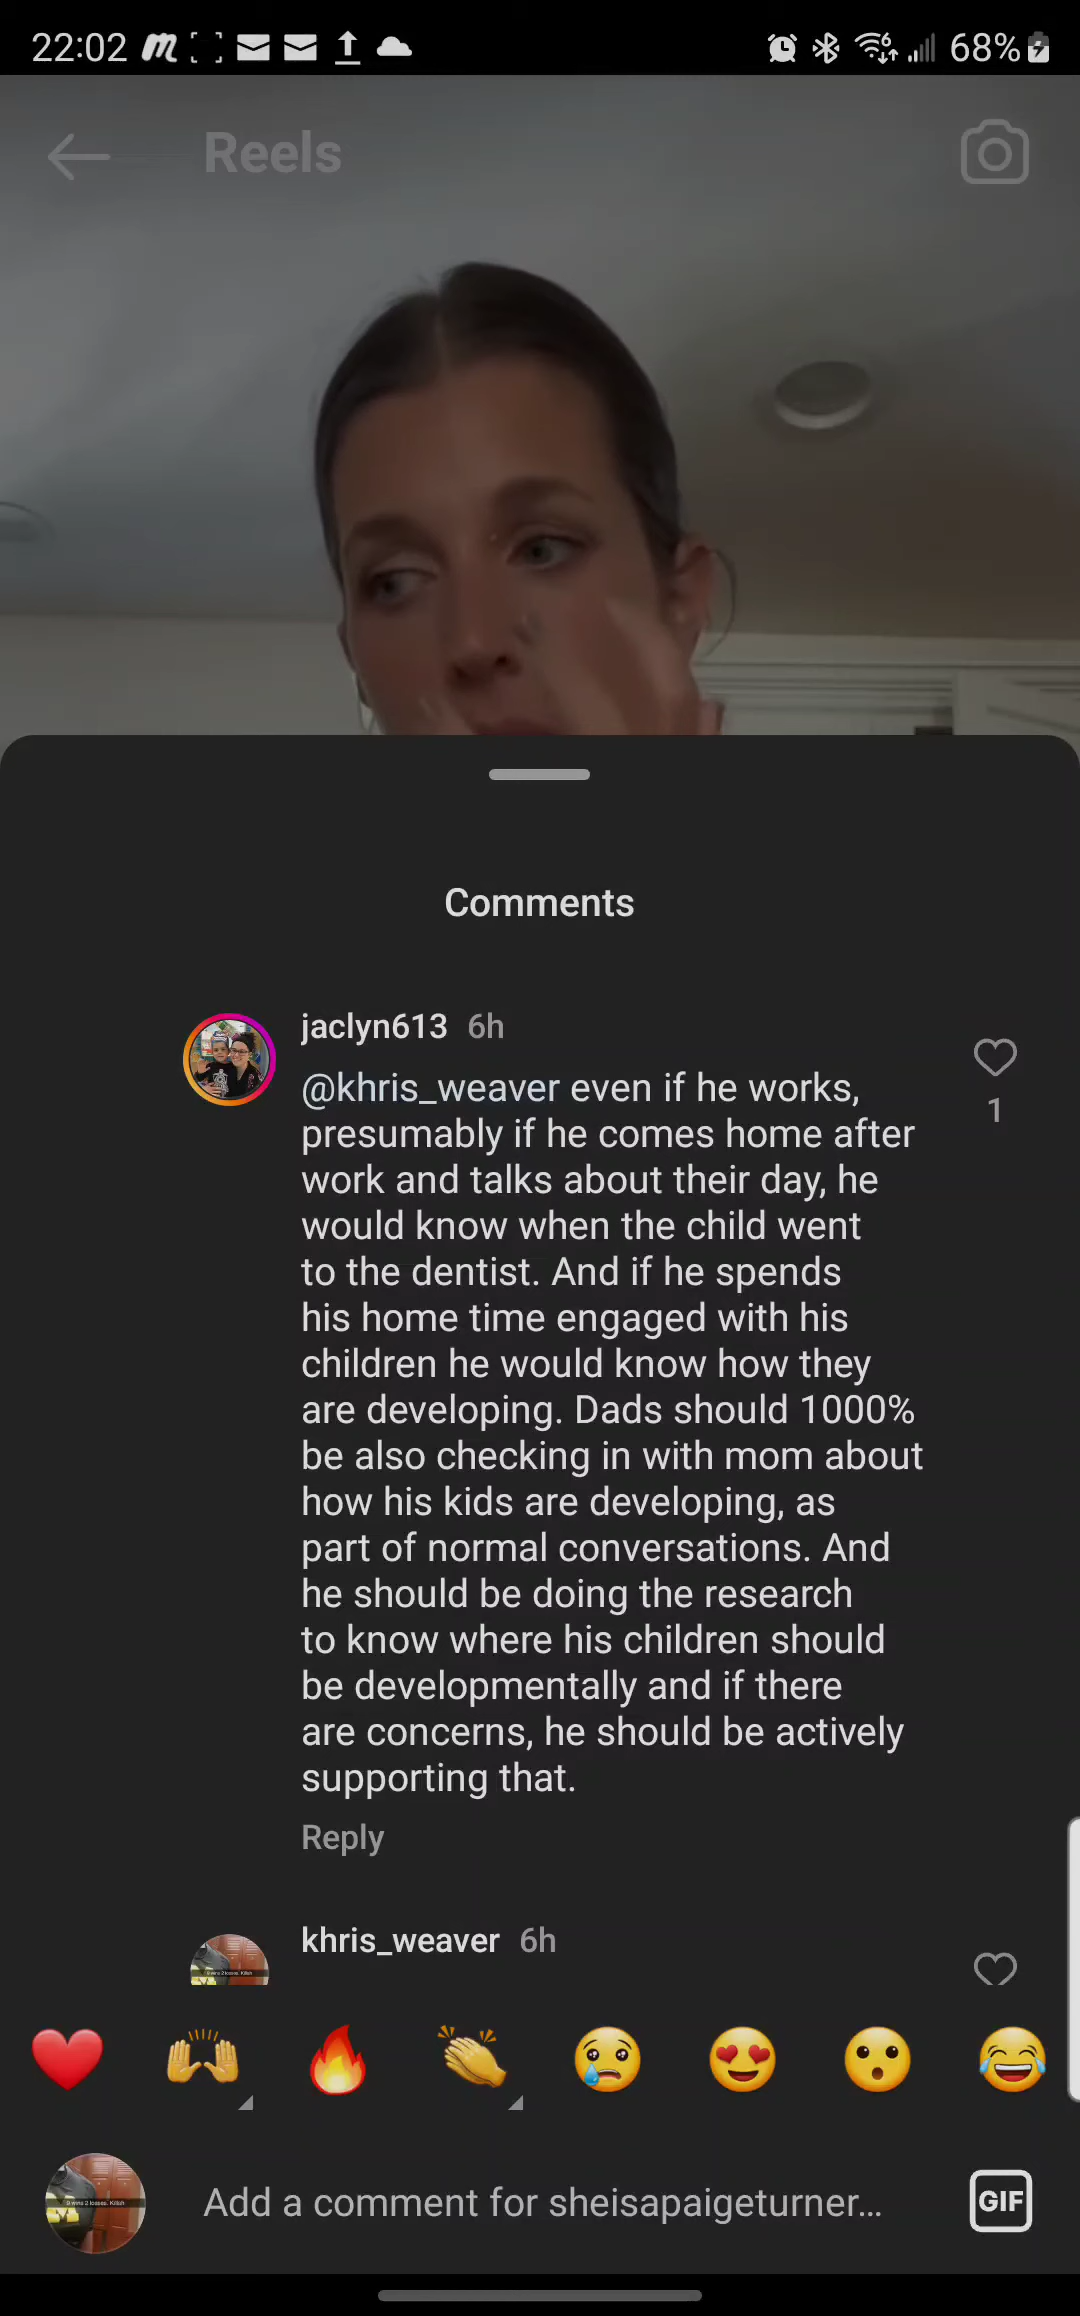 22:02
68%
Reels
Comments
jaclyn613 6h
@khris_weaver even if he works,
presumably if he comes home after
work and talks about their day, he
would know when the child went
to the dentist. And if he spends
his home time engaged with his
children he would know how they
are developing. Dads should 1000%
be also checking in with mom about
how his kids are developing, as
part of normal conversations. And
he should be doing the research
to know where his children should
be developmentally and if there
are concerns, he should be actively
supporting that.
1
Reply
khris_weaver 6h
Add a comment for sheisapaigeturner...
GIF